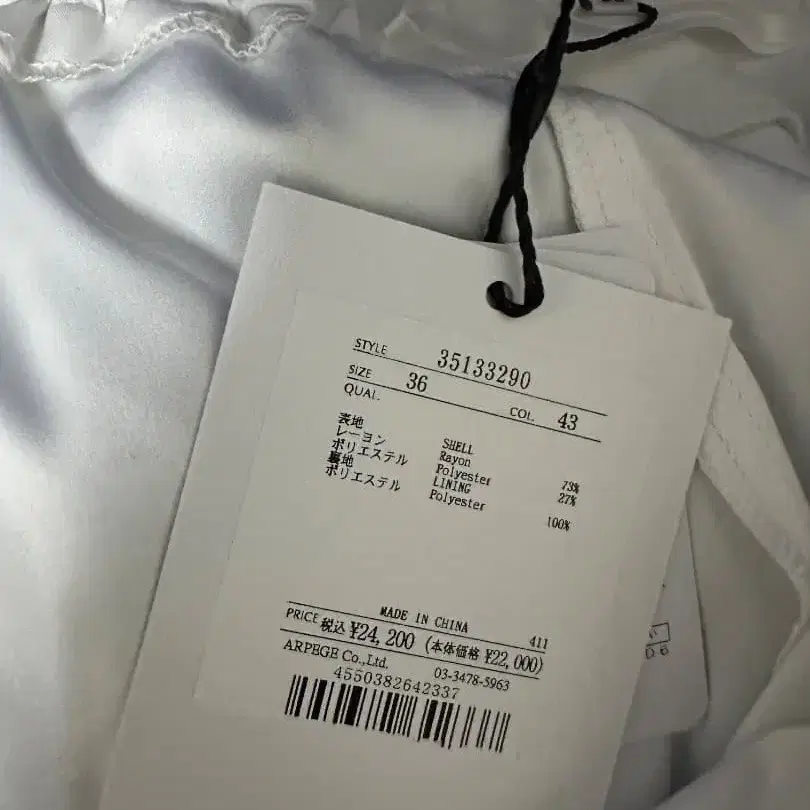 STYLE 35133290
SIZE 36 COL 43
QUAL
表地 SHELL
レーヨン Rayon 73%
ポリエステル Polyester 27%
裏地 LINING
ポリエステル Polyester 100%
MADE IN CHINA 411
PRICE 税込 ¥24,200 (本体価格 ¥22,000)
ARPEGE Co.,Ltd. 03-3478-5963
4550382642337